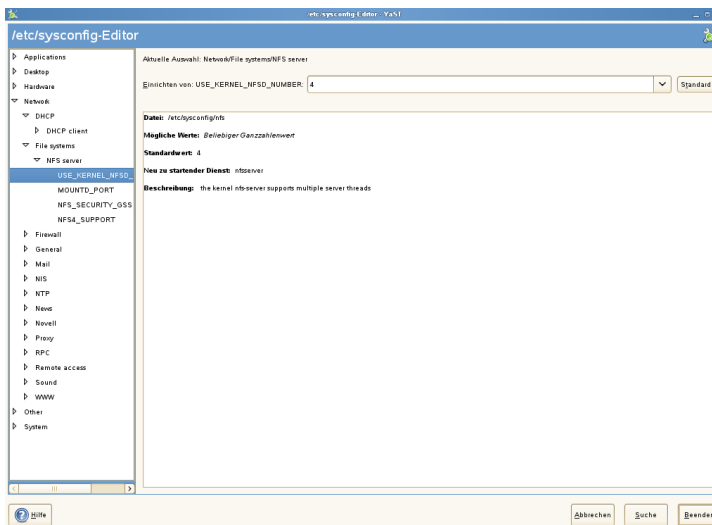 /etc/sysconfig-Editor - YaST
/etc/sysconfig-Editor
Applications
Desktop
Hardware
Network
DHCP
DHCP client
File systems
NFS server
USE_KERNEL_NFSD_
MOUNTD_PORT
NFS_SECURITY_GSS
NFS4_SUPPORT
Firewall
General
Mail
NIS
NTP
News
Novell
Proxy
RPC
Remote access
Sound
WWW
Other
System
Aktuelle Auswahl: Network/File systems/NFS server
Einrichten von: USE_KERNEL_NFSD_NUMBER: 4
Standard
Datei: /etc/sysconfig/nfs
Mögliche Werte: Beliebiger Ganzzahlenwert
Standardwert: 4
Neu zu startender Dienst: nfsserver
Beschreibung: the kernel nfs-server supports multiple server threads
Hilfe
Abbrechen
Suche
Beenden